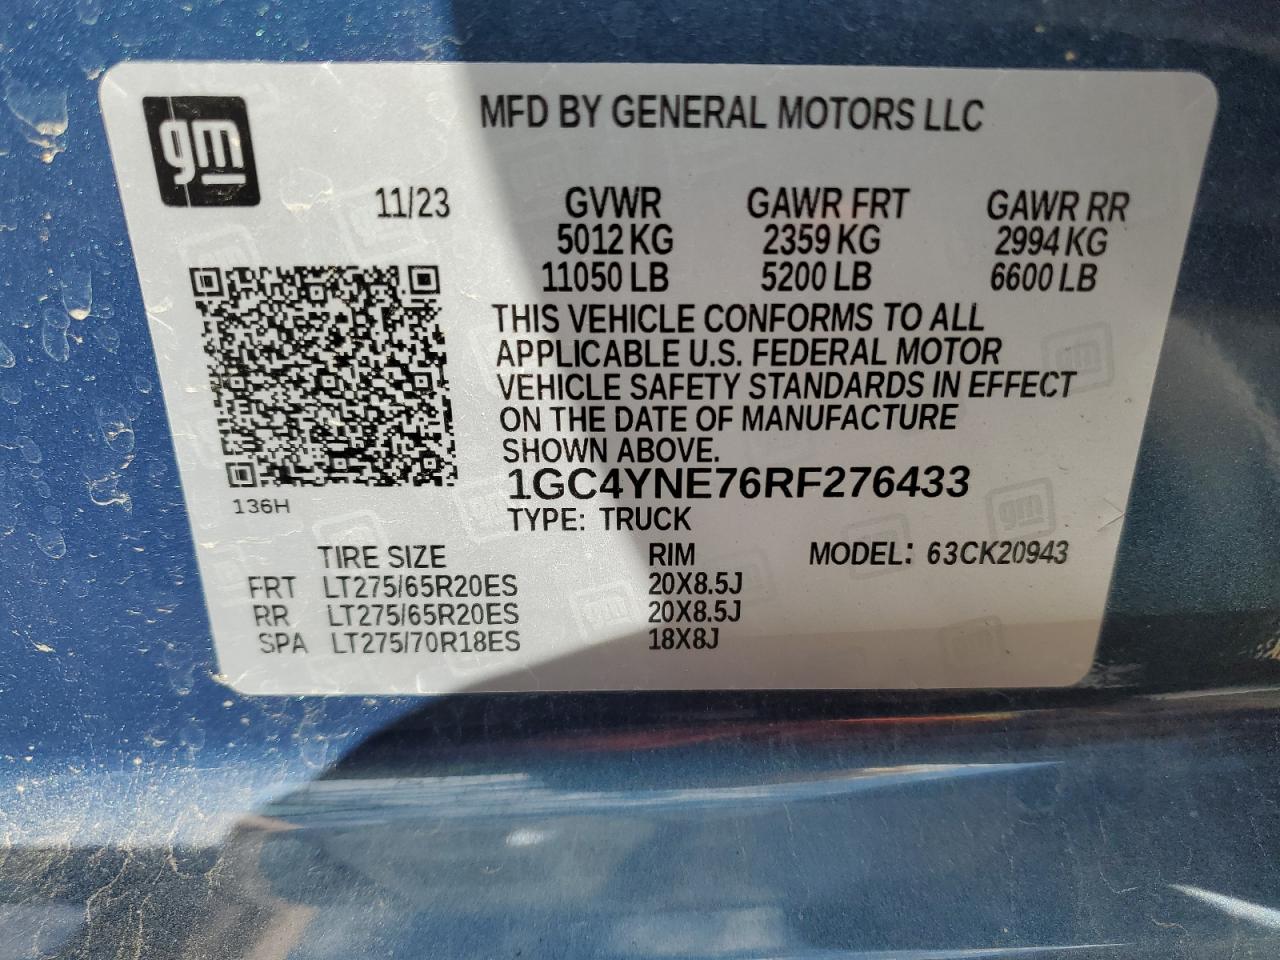 gm
MFD BY GENERAL MOTORS LLC
11/23 GVWR GAWR FRT GAWR RR
5012 KG 2359 KG 2994 KG
11050 LB 5200 LB 6600 LB
THIS VEHICLE CONFORMS TO ALL
APPLICABLE U.S. FEDERAL MOTOR
VEHICLE SAFETY STANDARDS IN EFFECT
ON THE DATE OF MANUFACTURE
SHOWN ABOVE.
1GC4YNE76RF276433
136H
TYPE: TRUCK
TIRE SIZE RIM MODEL: 63CK20943
FRT LT275/65R20ES 20X8.5J
RR LT275/65R20ES 20X8.5J
SPA LT275/70R18ES 18X8J